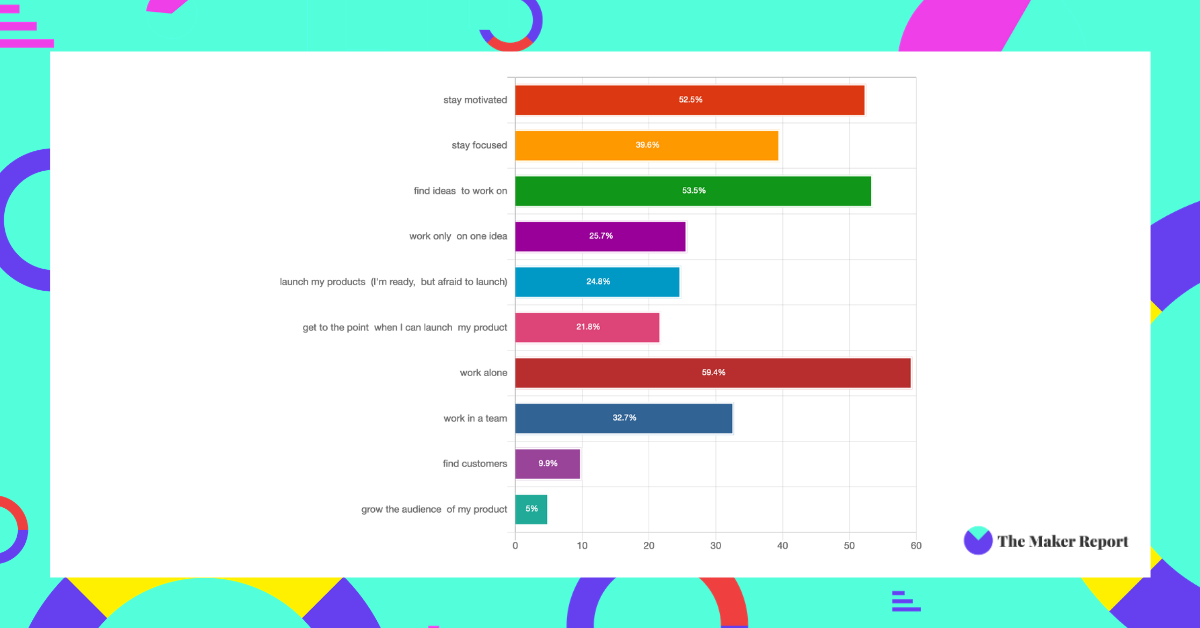 stay motivated 52.5%
stay focused 39.6%
find ideas to work on 53.5%
work only on one idea 25.7%
launch my products (I'm ready, but afraid to launch) 24.8%
get to the point when I can launch my product 21.8%
work alone 59.4%
work in a team 32.7%
find customers 9.9%
grow the audience of my product 5%
0 10 20 30 40 50 60
The Maker Report